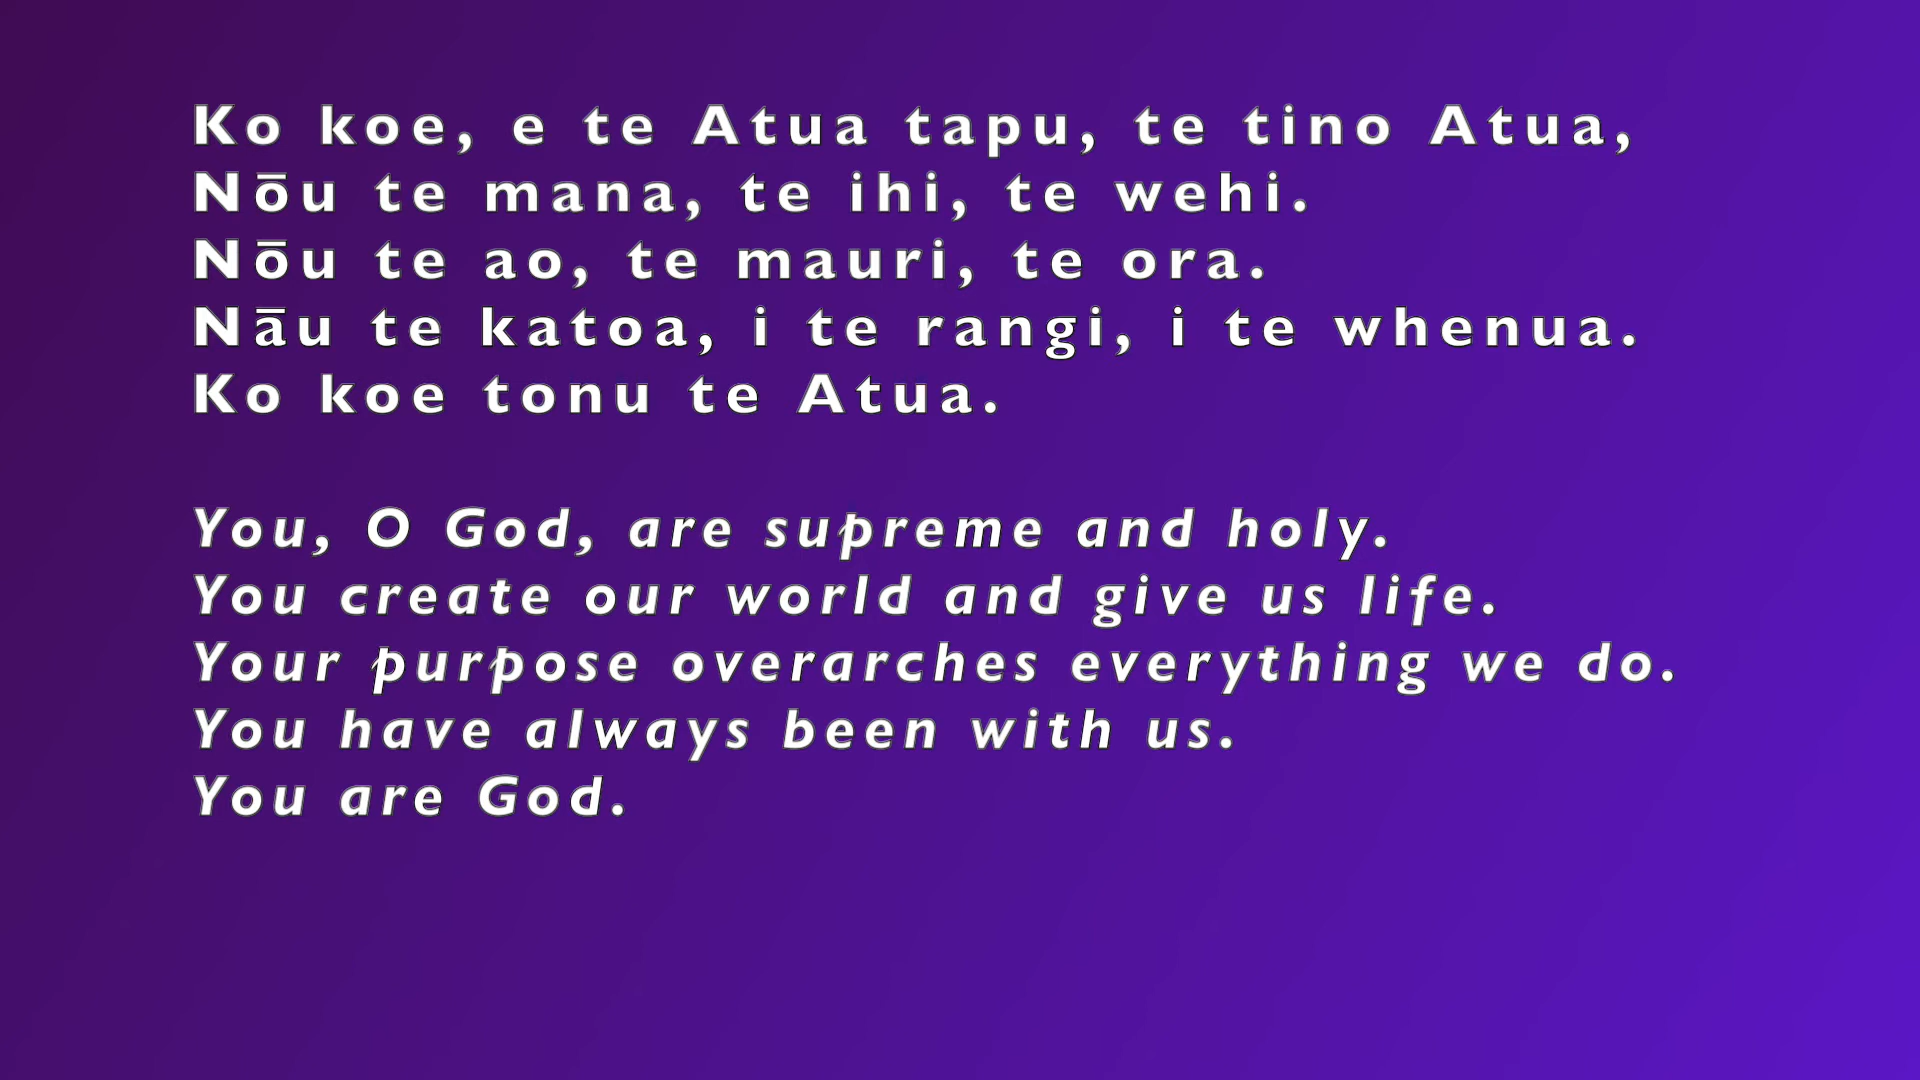 Ko koe, e te Atua tapu, te tino Atua,
Nōu te mana, te ihi, te wehi.
Nōu te ao, te mauri, te ora.
Nāu te katoa, i te rangi, i te whenua.
Ko koe tonu te Atua.
You, O God, are supreme and holy.
You create our world and give us life.
Your purpose overarches everything we do.
You have always been with us.
You are God.